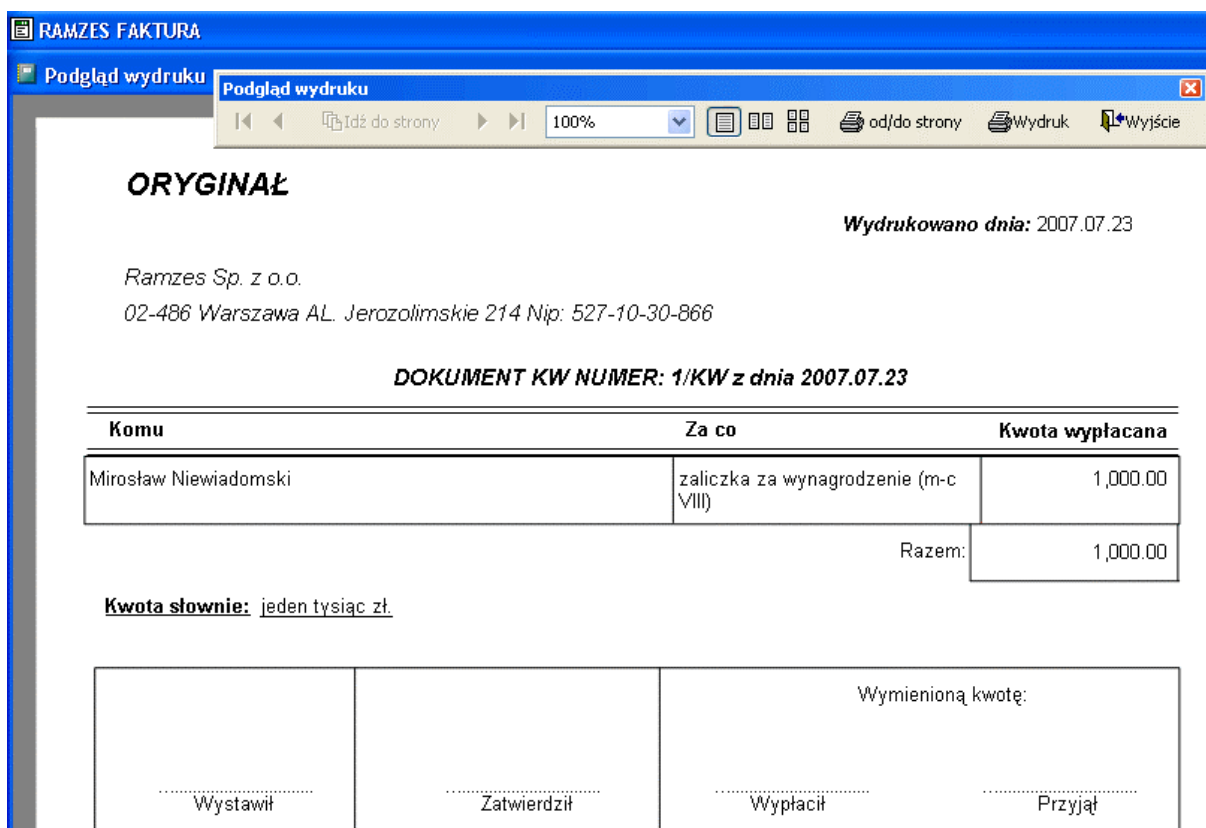 RAMZES FAKTURA
Podgląd wydruku
Podgląd wydruku
Idź do strony 100% od/do strony Wydruk Wyjście
ORYGINAŁ
Wydrukowano dnia: 2007.07.23
Ramzes Sp. z o.o.
02-486 Warszawa AL. Jerozolimskie 214 Nip: 527-10-30-866
DOKUMENT KW NUMER: 1/KW z dnia 2007.07.23
Komu Za co Kwota wypłacana
Mirosław Niewiadomski zaliczka za wynagrodzenie (m-c 1,000.00
VIII)
Razem: 1,000.00
Kwota słownie: jeden tysiąc zł.
Wymienioną kwotę:
Wystawił Zatwierdził Wypłacił Przyjął